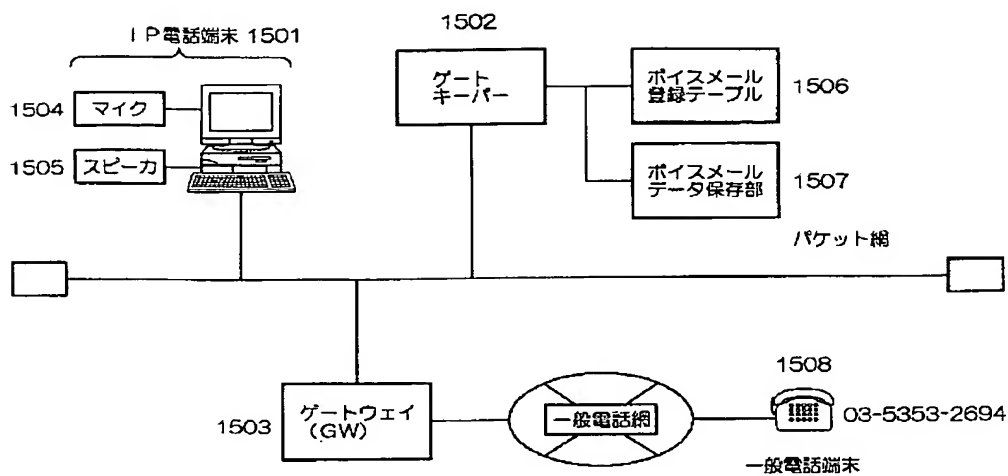 IP電話端末 1501
1502
1504
マイク
ゲート
キーパー
ボイスメール
登録テーブル
1506
1505
スピーカ
ボイスメール
データ保存部
1507
パケット網
1508
1503
ゲートウェイ
(GW)
一般電話網
03-5353-2694
一般電話端末